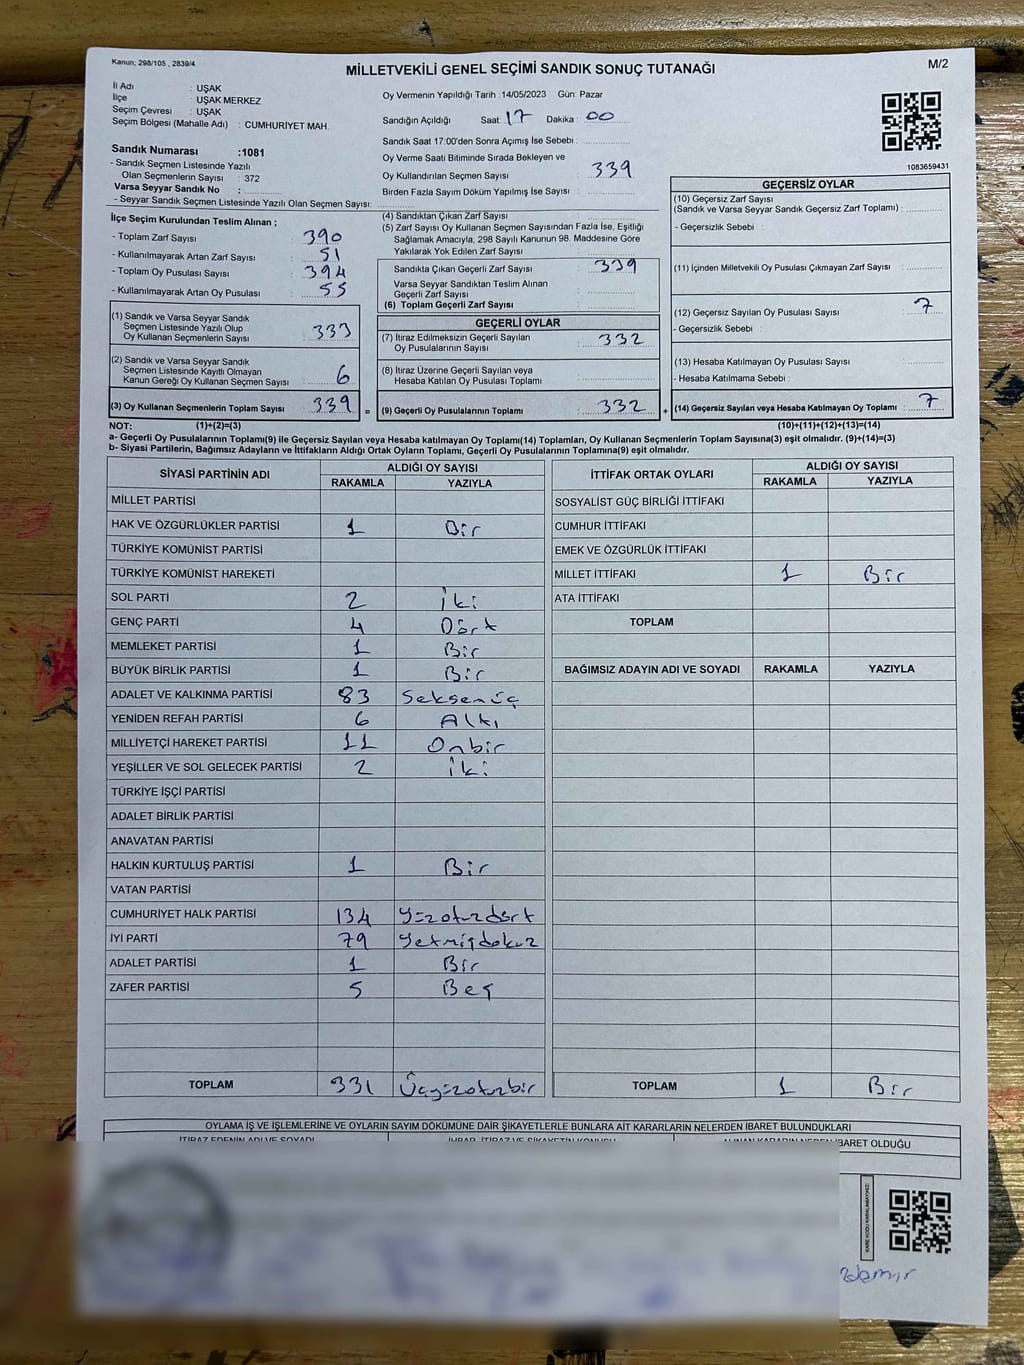 Kanun; 298/105 , 2839/4
MİLLETVEKİLİ GENEL SEÇİMİ SANDIK SONUÇ TUTANAĞI
M/2
İl Adı : UŞAK
İlçe : UŞAK MERKEZ
Seçim Çevresi : UŞAK
Seçim Bölgesi (Mahalle Adı) : CUMHURİYET MAH.
Sandık Numarası :1081
- Sandık Seçmen Listesinde Yazılı
Olan Seçmenlerin Sayısı : 372
Varsa Seyyar Sandık No :
- Seyyar Sandık Seçmen Listesinde Yazılı Olan Seçmen Sayısı:
Oy Vermenin Yapıldığı Tarih :14/05/2023 Gün: Pazar
Sandığın Açıldığı Saat: 17 Dakika : 00
Sandık Saat 17:00'den Sonra Açımış İse Sebebi :
Oy Verme Saati Bitiminde Sırada Bekleyen ve
Oy Kullandırılan Seçmen Sayısı : 339
Birden Fazla Sayım Döküm Yapılmış İse Sayısı :
1083659431
İlçe Seçim Kurulundan Teslim Alınan ;
- Toplam Zarf Sayısı : 390
- Kullanılmayarak Artan Zarf Sayısı : 51
- Toplam Oy Pusulası Sayısı : 394
- Kullanılmayarak Artan Oy Pusulası : 55
(1) Sandık ve Varsa Seyyar Sandık
Seçmen Listesinde Yazılı Olup
Oy Kullanan Seçmenlerin Sayısı : 333
(2) Sandık ve Varsa Seyyar Sandık
Seçmen Listesinde Kayıtlı Olmayan
Kanun Gereği Oy Kullanan Seçmen Sayısı : 6
(3) Oy Kullanan Seçmenlerin Toplam Sayısı : 339 =
(4) Sandıktan Çıkan Zarf Sayısı :
(5) Zarf Sayısı Oy Kullanan Seçmen Sayısından Fazla İse, Eşitliği
Sağlamak Amacıyla, 298 Sayılı Kanunun 98. Maddesine Göre
Yakılarak Yok Edilen Zarf Sayısı :
Sandıkta Çıkan Geçerli Zarf Sayısı : 339
Varsa Seyyar Sandıktan Teslim Alınan
Geçerli Zarf Sayısı :
(6) Toplam Geçerli Zarf Sayısı :
GEÇERLİ OYLAR
(7) İtiraz Edilmeksizin Geçerli Sayılan
Oy Pusulalarının Sayısı : 332
(8) İtiraz Üzerine Geçerli Sayılan veya
Hesaba Katılan Oy Pusulası Toplamı :
(9) Geçerli Oy Pusulalarının Toplamı : 332 +
GEÇERSİZ OYLAR
(10) Geçersiz Zarf Sayısı
(Sandık ve Varsa Seyyar Sandık Geçersiz Zarf Toplamı) :
- Geçersizlik Sebebi :
(11) İçinden Milletvekili Oy Pusulası Çıkmayan Zarf Sayısı :
(12) Geçersiz Sayılan Oy Pusulası Sayısı : 7
- Geçersizlik Sebebi :
(13) Hesaba Katılmayan Oy Pusulası Sayısı :
- Hesaba Katılmama Sebebi :
(14) Geçersiz Sayılan veya Hesaba Katılmayan Oy Toplamı : 7
NOT: (1)+(2)=(3) (10)+(11)+(12)+(13)=(14)
a- Geçerli Oy Pusulalarının Toplamı(9) ile Geçersiz Sayılan veya Hesaba katılmayan Oy Toplamı(14) Toplamları, Oy Kullanan Seçmenlerin Toplam Sayısına(3) eşit olmalıdır. (9)+(14)=(3)
b- Siyasi Partilerin, Bağımsız Adayların ve İttifakların Aldığı Ortak Oyların Toplamı, Geçerli Oy Pusulalarının Toplamına(9) eşit olmalıdır.
SİYASİ PARTİNİN ADI ALDIĞI OY SAYISI
RAKAMLA YAZIYLA
MİLLET PARTİSİ
HAK VE ÖZGÜRLÜKLER PARTİSİ 1 Bir
TÜRKİYE KOMÜNİST PARTİSİ
TÜRKİYE KOMÜNİST HAREKETİ
SOL PARTİ 2 İki
GENÇ PARTİ 4 Dört
MEMLEKET PARTİSİ 1 Bir
BÜYÜK BİRLİK PARTİSİ 1 Bir
ADALET VE KALKINMA PARTİSİ 83 Seksenüç
YENİDEN REFAH PARTİSİ 6 Altı
MİLLİYETÇİ HAREKET PARTİSİ 11 Onbir
YEŞİLLER VE SOL GELECEK PARTİSİ 2 İki
TÜRKİYE İŞÇİ PARTİSİ
ADALET BİRLİK PARTİSİ
ANAVATAN PARTİSİ
HALKIN KURTULUŞ PARTİSİ 1 Bir
VATAN PARTİSİ
CUMHURİYET HALK PARTİSİ 134 Yüzotuzdört
İYİ PARTİ 79 Yetmişdokuz
ADALET PARTİSİ 1 Bir
ZAFER PARTİSİ 5 Beş
TOPLAM 331 Üçyüzotuzbir
İTTİFAK ORTAK OYLARI ALDIĞI OY SAYISI
RAKAMLA YAZIYLA
SOSYALİST GÜÇ BİRLİĞİ İTTİFAKI
CUMHUR İTTİFAKI
EMEK VE ÖZGÜRLÜK İTTİFAKI
MİLLET İTTİFAKI 1 Bir
ATA İTTİFAKI
TOPLAM
BAĞIMSIZ ADAYIN ADI VE SOYADI RAKAMLA YAZIYLA
TOPLAM 1 Bir
OYLAMA İŞ VE İŞLEMLERİNE VE OYLARIN SAYIM DÖKÜMÜNE DAİR ŞİKAYETLERLE BUNLARA AİT KARARLARIN NELERDEN İBARET BULUNDUKLARI
İTİRAZ EDENİN ADI VE SOYADI İHBAR, İTİRAZ VE ŞİKAYETİN KONUSU ALINAN KARARIN NEDEN İBARET OLDUĞU